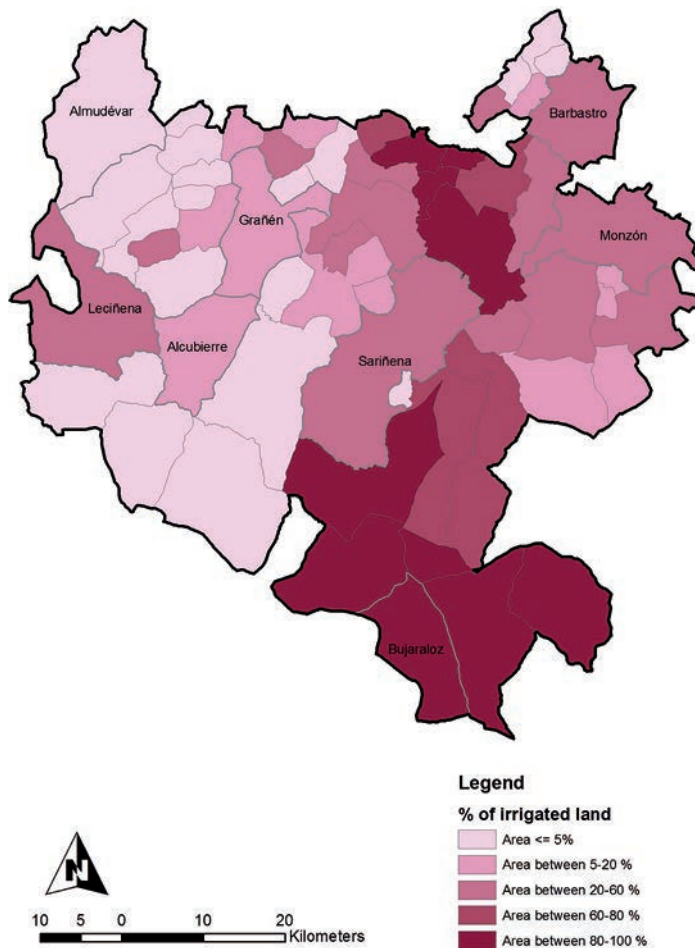 Almudévar
Barbastro
Grañén
Monzón
Leciñena
Alcubierre
Sariñena
Bujaraloz
Legend
% of irrigated land
Area <= 5%
Area between 5-20 %
Area between 20-60 %
Area between 60-80 %
Area between 80-100 %
N
10 5 0 10 20
Kilometers